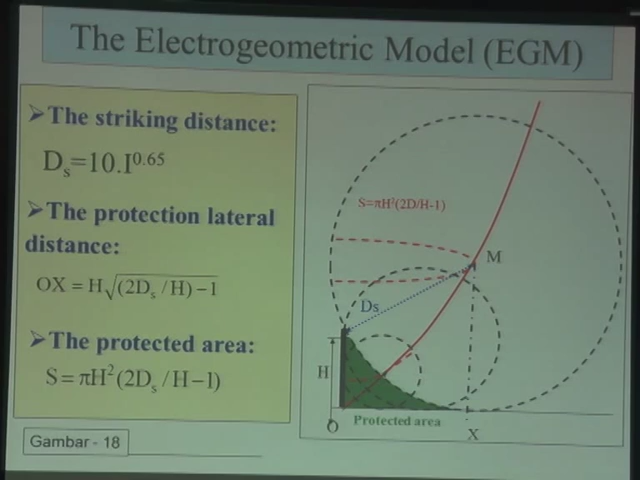 The Electrogeometric Model (EGM)
➢The striking distance:
Dₛ=10.I⁰·⁶⁵
➢The protection lateral
distance:
OX = H√(2Dₛ / H) − 1
➢The protected area:
S = πH²(2Dₛ / H − 1)
Gambar - 18
S=πH²(2D/H-1)
M
Ds
H
O
Protected area
X